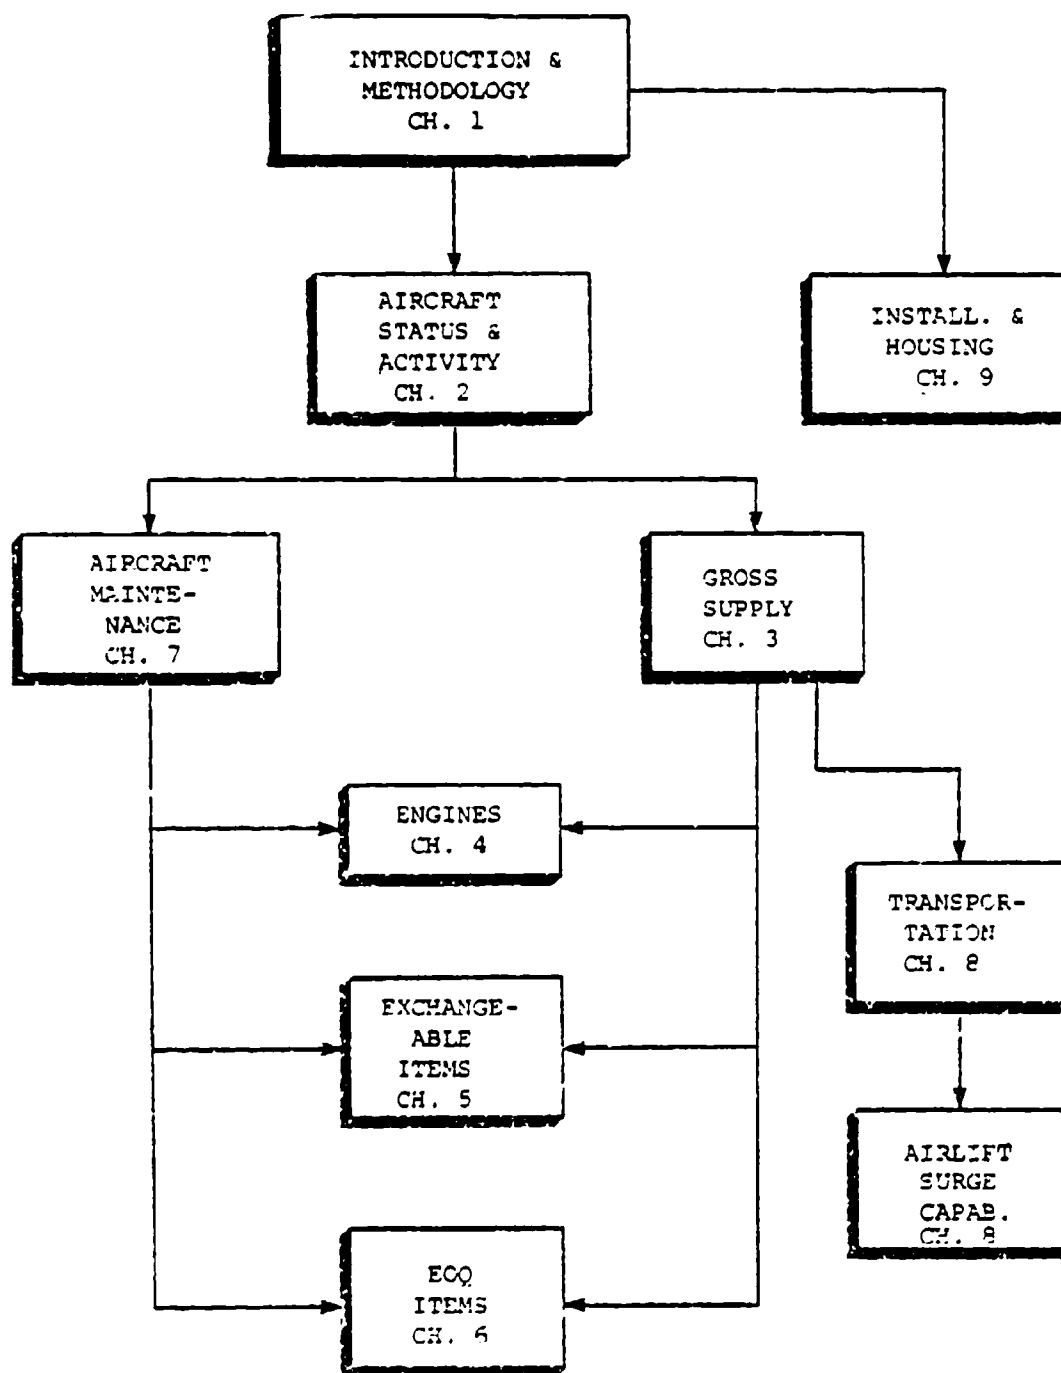 INTRODUCTION &
METHODOLOGY
CH. 1
AIRCRAFT
STATUS &
ACTIVITY
CH. 2
INSTALL. &
HOUSING
CH. 9
AIRCRAFT
MAINTE-
NANCE
CH. 7
GROSS
SUPPLY
CH. 3
ENGINES
CH. 4
TRANSPOR-
TATION
CH. 8
EXCHANGE-
ABLE
ITEMS
CH. 5
AIRLIFT
SURGE
CAPAB.
CH. 8
EOQ
ITEMS
CH. 6